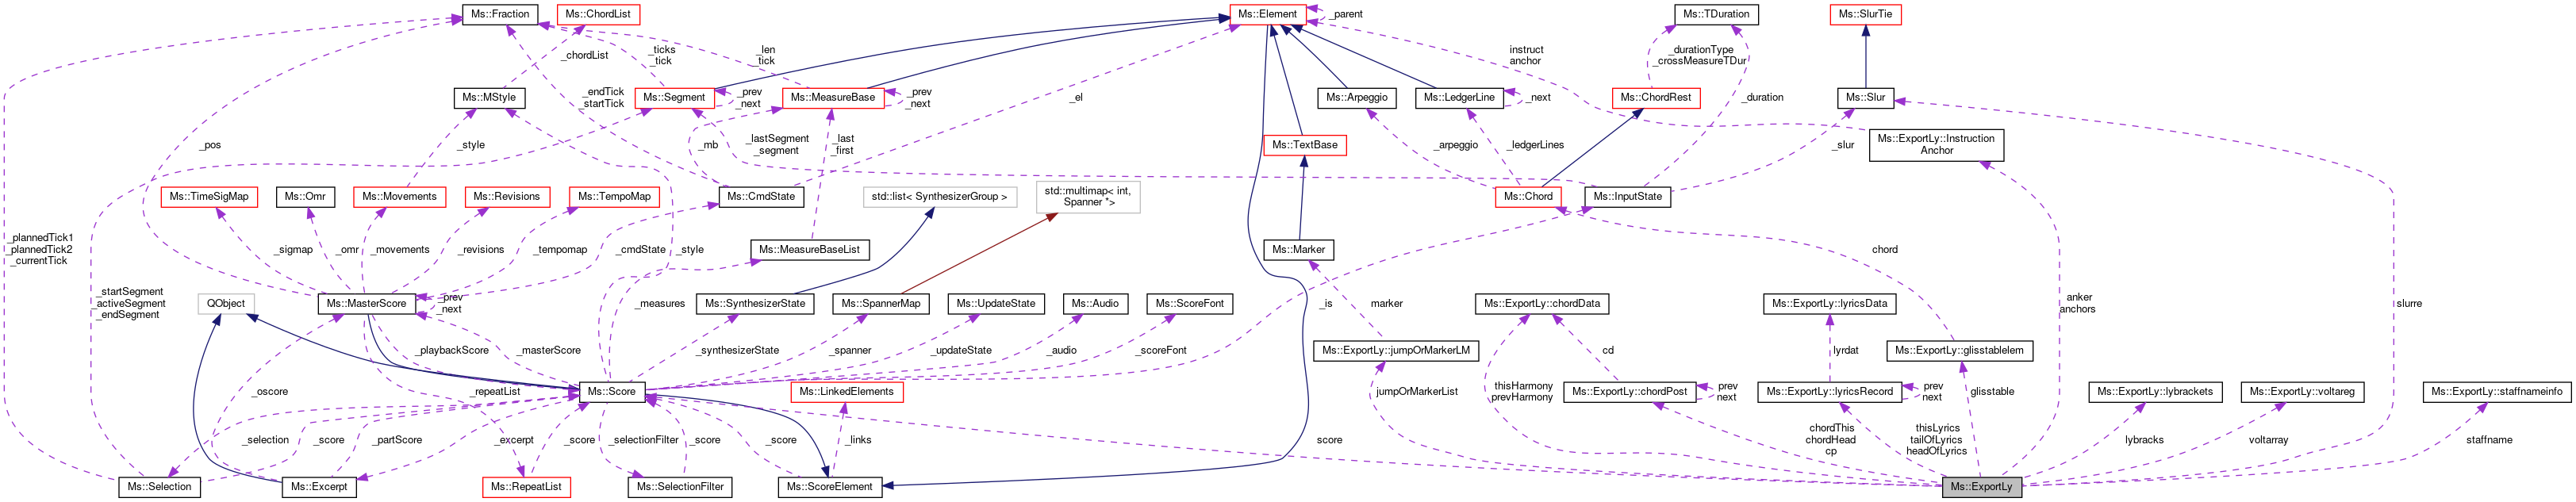 Ms::Fraction
Ms::ChordList
Ms::Element
_parent
Ms::TDuration
Ms::SlurTie
_chordList
_ticks
_tick
_len
_tick
instruct
anchor
_durationType
_crossMeasureTDur
Ms::MStyle
_endTick
_startTick
Ms::Segment
_prev
_next
Ms::MeasureBase
_prev
_next
_el
Ms::Arpeggio
Ms::LedgerLine
_next
Ms::ChordRest
_duration
Ms::Slur
_pos
_style
_mb
_lastSegment
_segment
_last
_first
Ms::TextBase
_arpeggio
_ledgerLines
_slur
Ms::ExportLy::Instruction
Anchor
Ms::TimeSigMap
Ms::Omr
Ms::Movements
Ms::Revisions
Ms::TempoMap
Ms::CmdState
std::list< SynthesizerGroup >
std::multimap< int,
Spanner *>
Ms::Chord
Ms::InputState
_plannedTick1
_plannedTick2
_currentTick
_sigmap
_omr
_movements
_revisions
_tempomap
_cmdState
_style
Ms::MeasureBaseList
Ms::Marker
chord
_startSegment
_activeSegment
_endSegment
QObject
Ms::MasterScore
_prev
_next
_measures
Ms::SynthesizerState
Ms::SpannerMap
Ms::UpdateState
Ms::Audio
Ms::ScoreFont
_is
marker
Ms::ExportLy::chordData
Ms::ExportLy::lyricsData
anker
anchors
slurre
_playbackScore
_masterScore
_synthesizerState
_spanner
_updateState
_audio
_scoreFont
Ms::ExportLy::jumpOrMarkerLM
cd
lyrdat
Ms::ExportLy::glisstablelem
_oscore
_repeatList
Ms::Score
Ms::LinkedElements
jumpOrMarkerList
thisHarmony
prevHarmony
Ms::ExportLy::chordPost
prev
next
Ms::ExportLy::lyricsRecord
prev
next
glisstable
Ms::ExportLy::lybrackets
Ms::ExportLy::voltareg
Ms::ExportLy::staffnameinfo
_selection
_score
_partScore
_excerpt
_score
_selectionFilter
_score
_score
_links
score
chordThis
chordHead
cp
thisLyrics
tailOfLyrics
headOfLyrics
lybracks
voltarray
staffname
Ms::Selection
Ms::Excerpt
Ms::RepeatList
Ms::SelectionFilter
Ms::ScoreElement
Ms::ExportLy